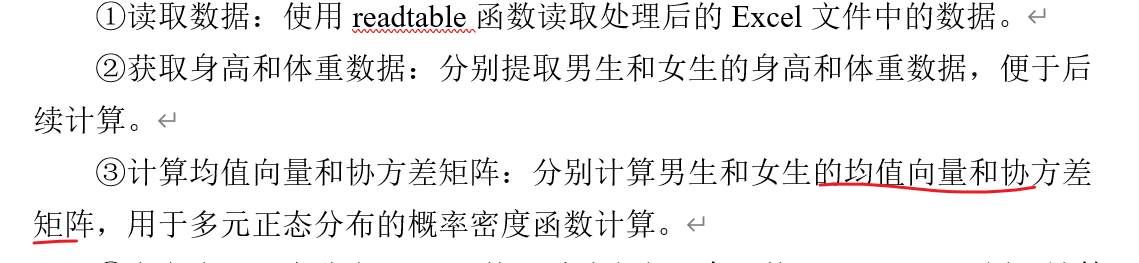 ①读取数据：使用 readtable 函数读取处理后的 Excel 文件中的数据。
②获取身高和体重数据：分别提取男生和女生的身高和体重数据，便于后
续计算。
③计算均值向量和协方差矩阵：分别计算男生和女生的均值向量和协方差
矩阵，用于多元正态分布的概率密度函数计算。